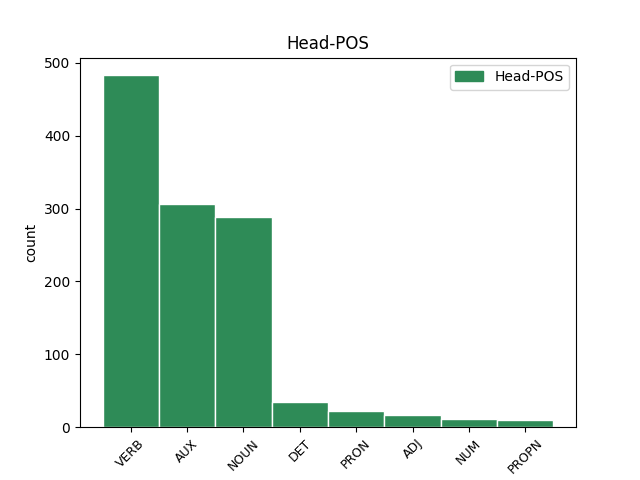 Head-POS
Head-POS
count
500
400
300
200
100
0
VERB
AUX
NOUN
DET
PRON
ADJ
NUM
PROPN